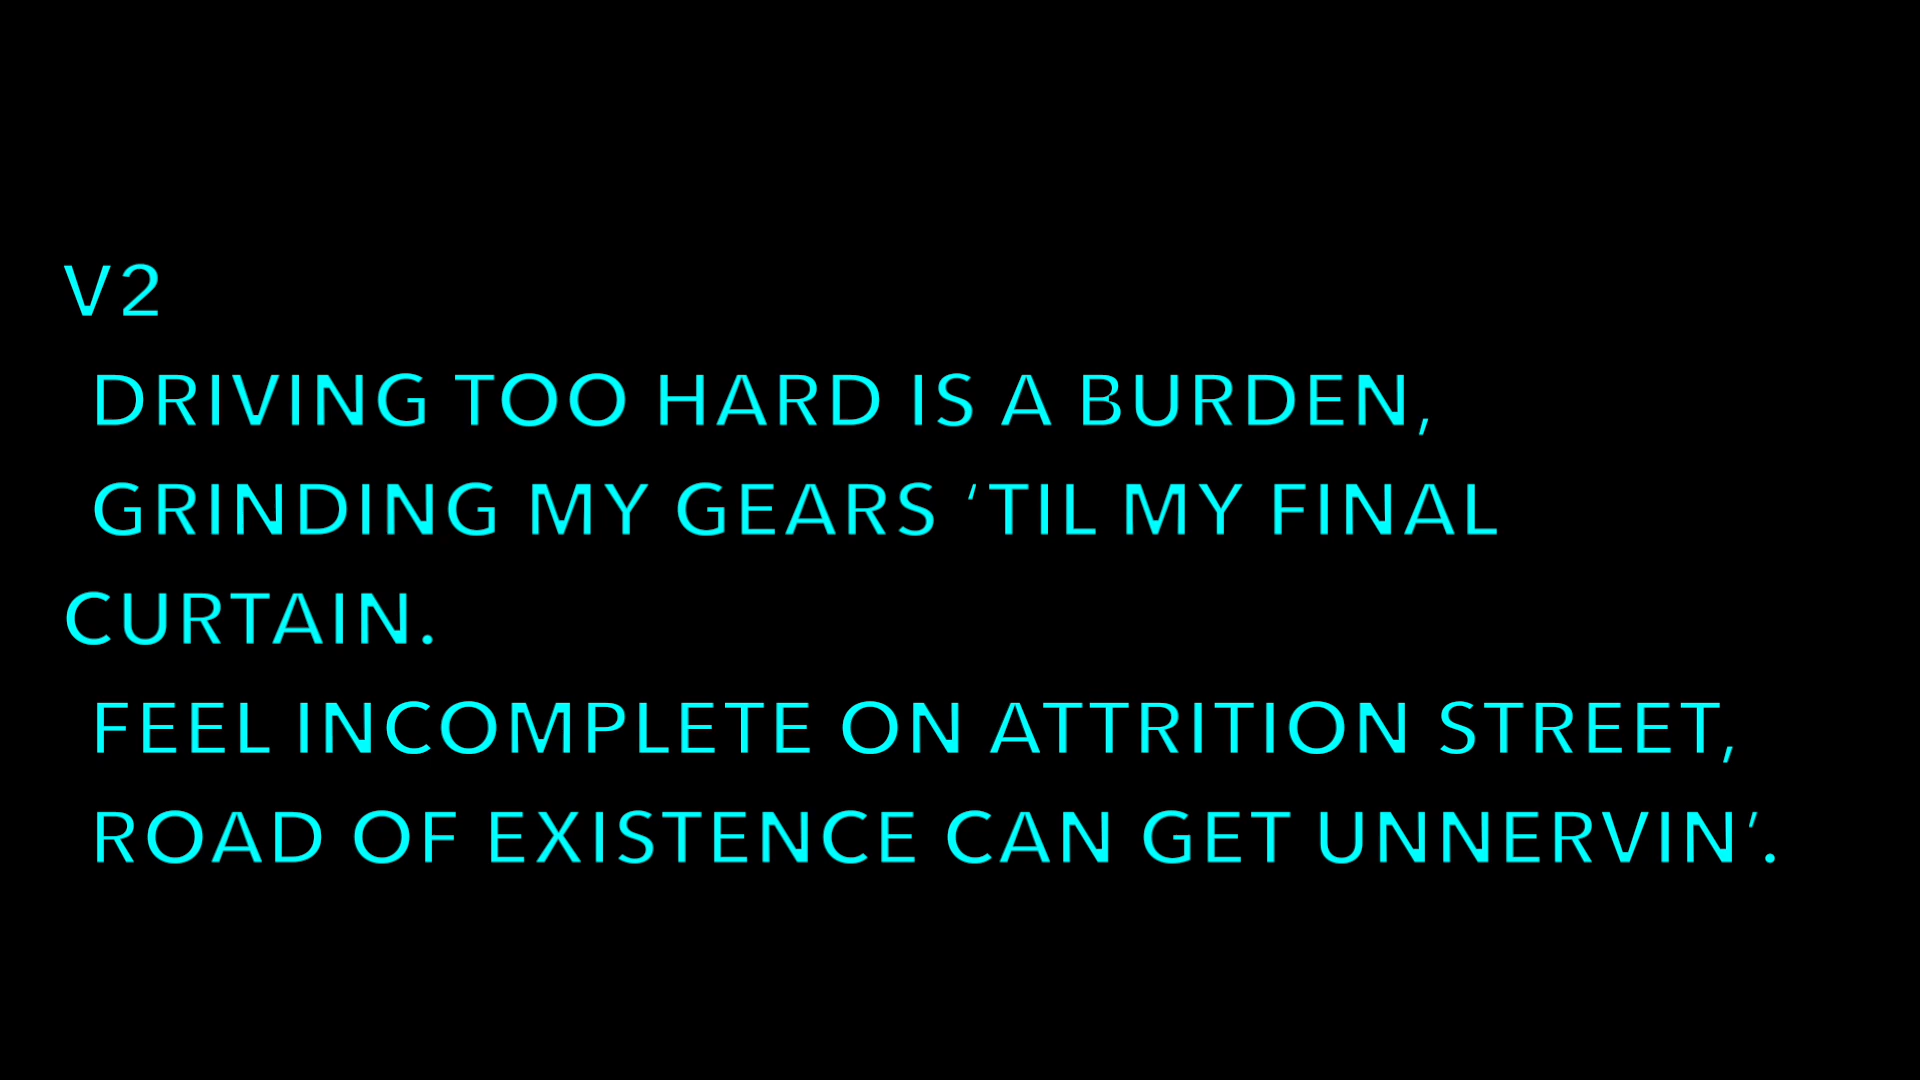 V2
DRIVING TOO HARD IS A BURDEN,
GRINDING MY GEARS ‘TIL MY FINAL
CURTAIN.
FEEL INCOMPLETE ON ATTRITION STREET,
ROAD OF EXISTENCE CAN GET UNNERVIN’.